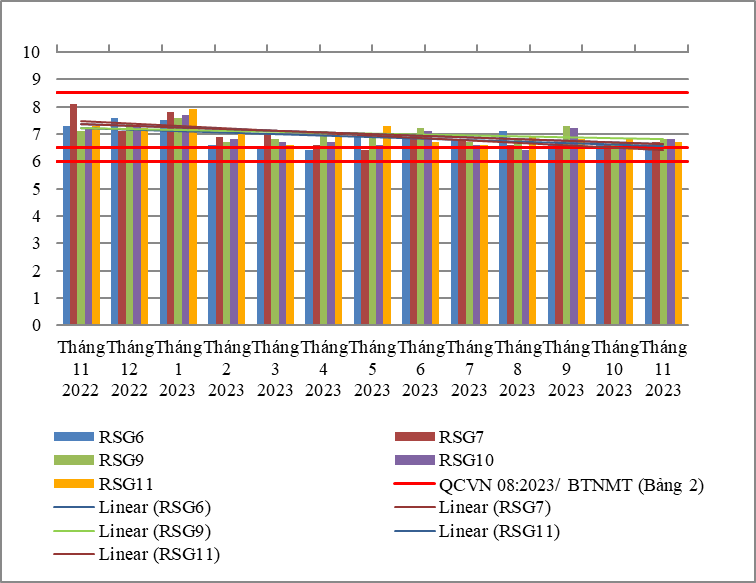 10
9
8
7
6
5
4
3
2
1
0
Tháng Tháng Tháng Tháng Tháng Tháng Tháng Tháng Tháng Tháng Tháng Tháng Tháng
11 12 1 2 3 4 5 6 7 8 9 10 11
2022 2022 2023 2023 2023 2023 2023 2023 2023 2023 2023 2023 2023
RSG6 RSG7
RSG9 RSG10
RSG11 QCVN 08:2023/ BTNMT (Bảng 2)
Linear (RSG6) Linear (RSG7)
Linear (RSG9) Linear (RSG11)
Linear (RSG11)